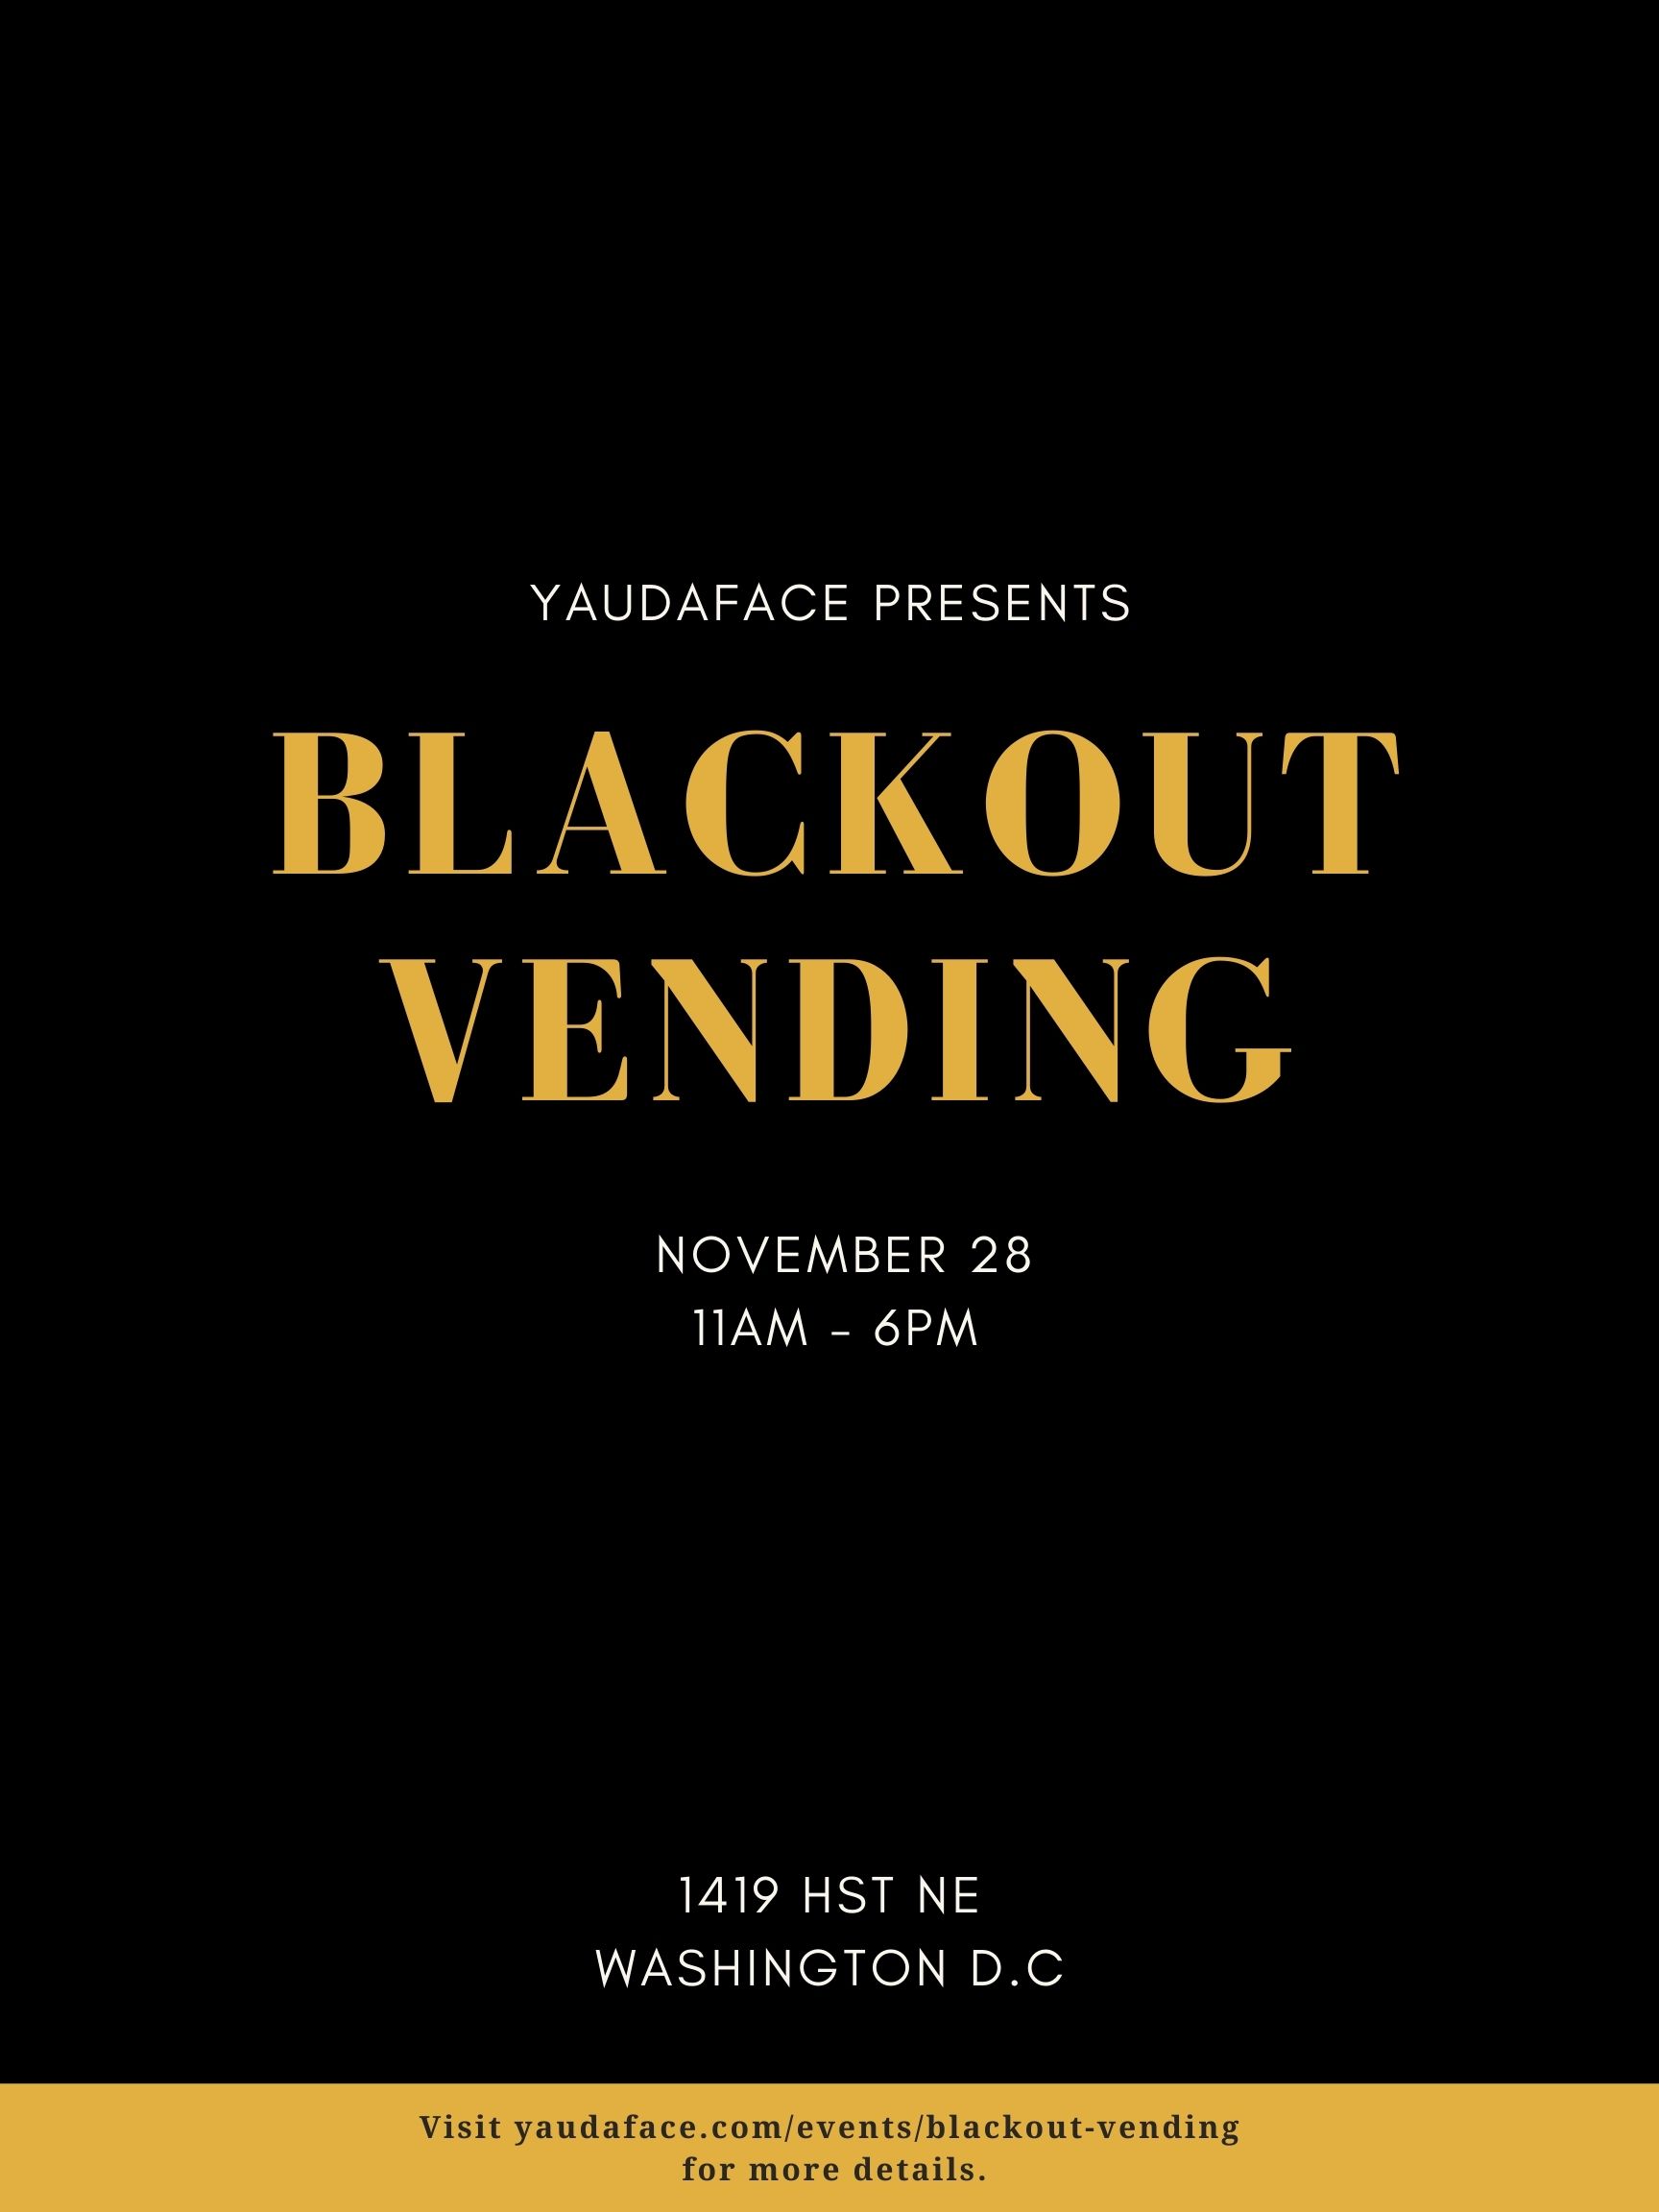 YAUDAFACE PRESENTS
BLACKOUT
VENDING
NOVEMBER 28
11AM - 6PM
1419 HST NE
WASHINGTON D.C
Visit yaudaface.com/events/blackout-vending
for more details.